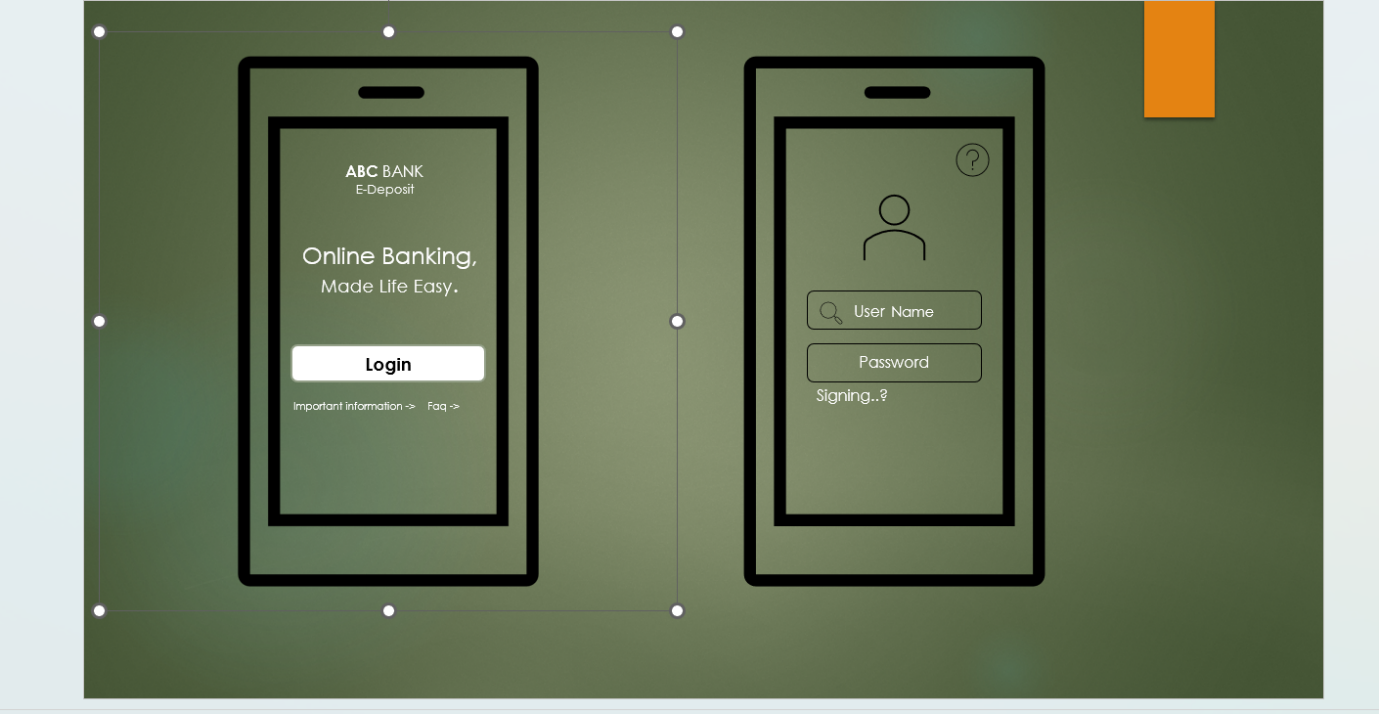 ABC BANK
E-Deposit
Online Banking,
Made Life Easy.
Login
Important information -> Faq ->
?
User Name
Password
Signing..?